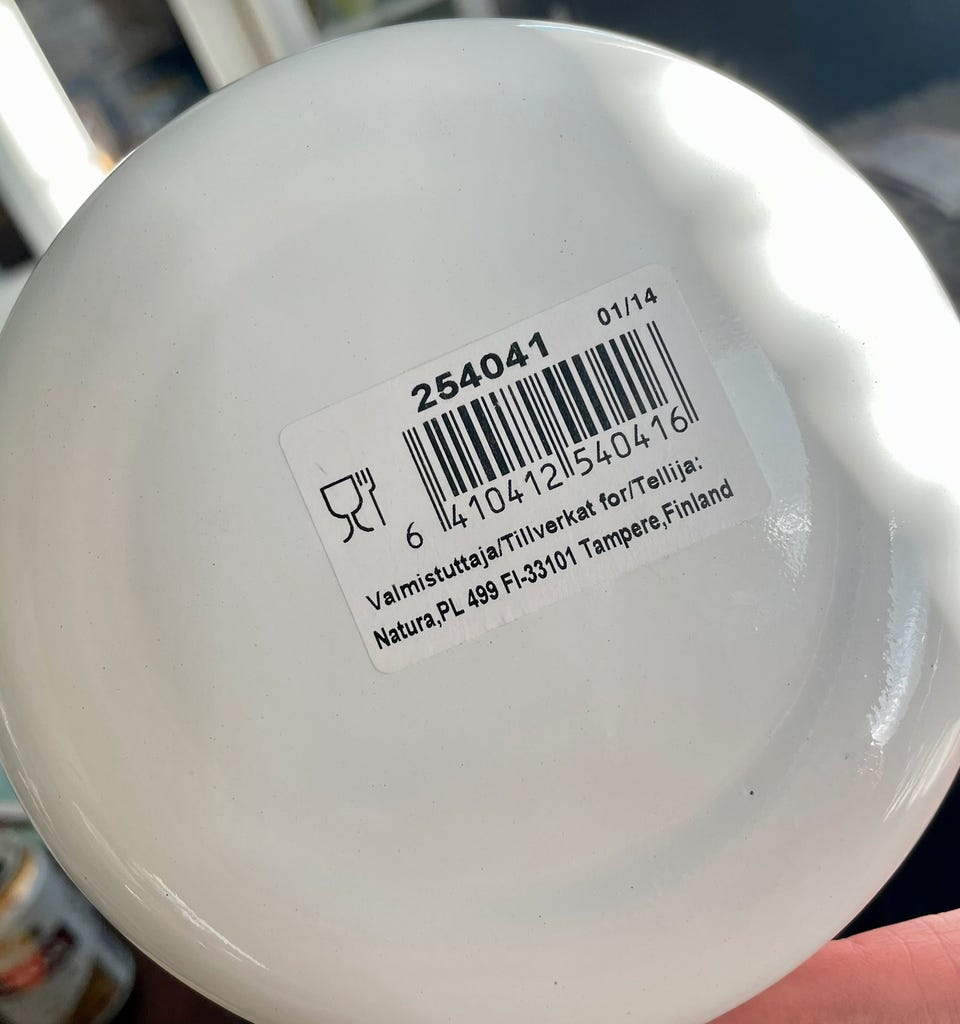 01/14
254041
6 410412 540416
Valmistuttaja/Tillverkat for/Tellija:
Natura,PL 499 FI-33101 Tampere,Finland